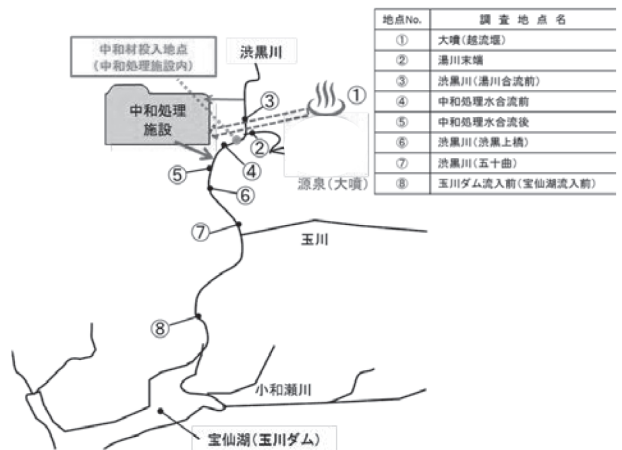 中和材投入地点
(中和処理施設内)
渋黒川
中和処理
施設
③
①
②
④
源泉(大噴)
⑤
⑥
⑦
玉川
⑧
小和瀬川
宝仙湖(玉川ダム)
地点No. 調査地点名
① 大噴(越流堰)
② 湯川末端
③ 渋黒川(湯川合流前)
④ 中和処理水合流前
⑤ 中和処理水合流後
⑥ 渋黒川(渋黒上橋)
⑦ 渋黒川(五十曲)
⑧ 玉川ダム流入前(宝仙湖流入前)